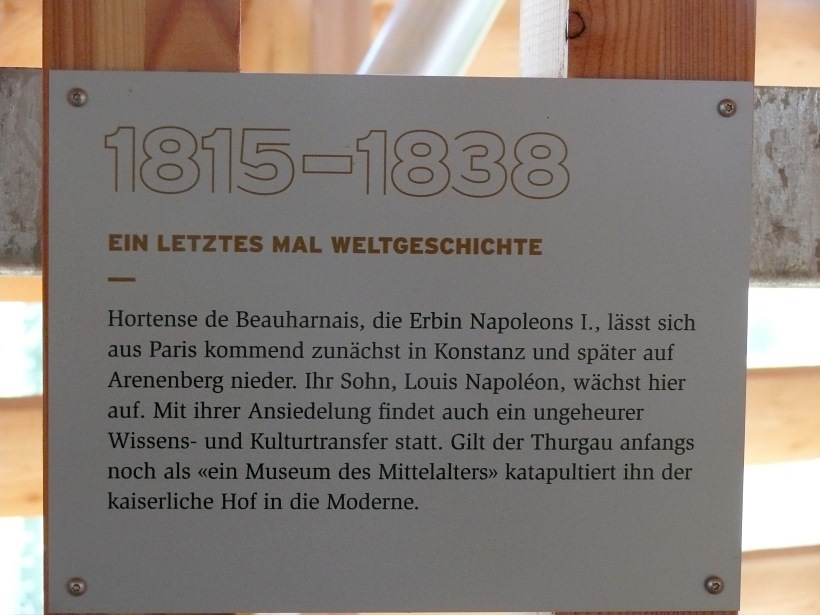 1815–1838
EIN LETZTES MAL WELTGESCHICHTE
Hortense de Beauharnais, die Erbin Napoleons I., lässt sich
aus Paris kommend zunächst in Konstanz und später auf
Arenenberg nieder. Ihr Sohn, Louis Napoléon, wächst hier
auf. Mit ihrer Ansiedelung findet auch ein ungeheurer
Wissens- und Kulturtransfer statt. Gilt der Thurgau anfangs
noch als «ein Museum des Mittelalters» katapultiert ihn der
kaiserliche Hof in die Moderne.